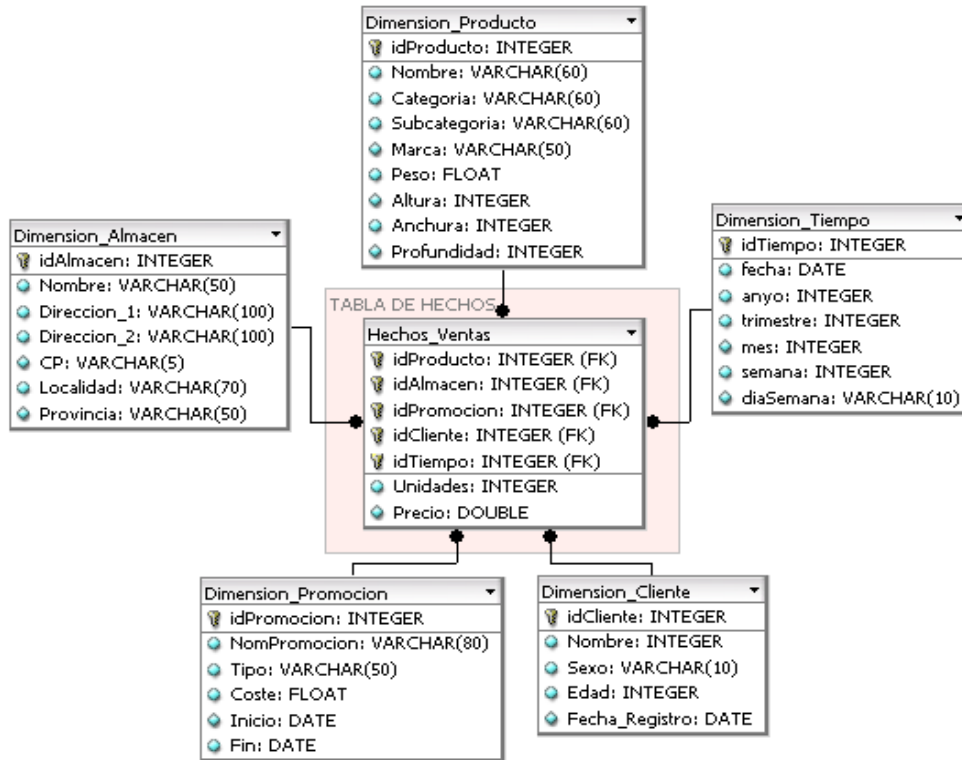 Dimension_Producto
idProducto: INTEGER
Nombre: VARCHAR(60)
Categoria: VARCHAR(60)
Subcategoria: VARCHAR(60)
Marca: VARCHAR(50)
Peso: FLOAT
Altura: INTEGER
Anchura: INTEGER
Profundidad: INTEGER
Dimension_Almacen
idAlmacen: INTEGER
Nombre: VARCHAR(50)
Direccion_1: VARCHAR(100)
Direccion_2: VARCHAR(100)
CP: VARCHAR(5)
Localidad: VARCHAR(70)
Provincia: VARCHAR(50)
TABLA DE HECHOS
Hechos_Ventas
idProducto: INTEGER (FK)
idAlmacen: INTEGER (FK)
idPromocion: INTEGER (FK)
idCliente: INTEGER (FK)
idTiempo: INTEGER (FK)
Unidades: INTEGER
Precio: DOUBLE
Dimension_Tiempo
idTiempo: INTEGER
fecha: DATE
anyo: INTEGER
trimestre: INTEGER
mes: INTEGER
semana: INTEGER
diaSemana: VARCHAR(10)
Dimension_Promocion
idPromocion: INTEGER
NomPromocion: VARCHAR(80)
Tipo: VARCHAR(50)
Coste: FLOAT
Inicio: DATE
Fin: DATE
Dimension_Cliente
idCliente: INTEGER
Nombre: INTEGER
Sexo: VARCHAR(10)
Edad: INTEGER
Fecha_Registro: DATE